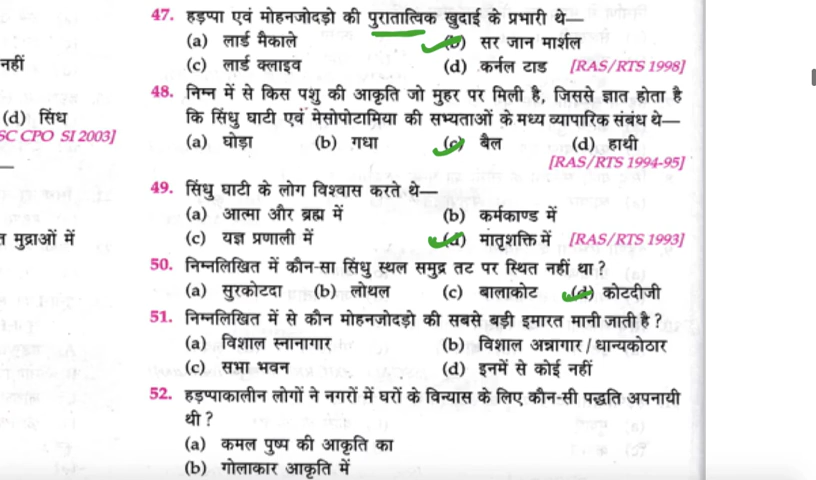 नहीं
(d) सिंध
SC CPO SI 2003]
त मुद्राओं में
47. हड़प्पा एवं मोहनजोदड़ो की पुरातात्विक खुदाई के प्रभारी थे—
(a) लार्ड मैकाले (b) सर जान मार्शल
(c) लार्ड क्लाइव (d) कर्नल टाड [RAS/RTS 1998]
48. निम्न में से किस पशु की आकृति जो मुहर पर मिली है, जिससे ज्ञात होता है
कि सिंधु घाटी एवं मेसोपोटामिया की सभ्यताओं के मध्य व्यापारिक संबंध थे—
(a) घोड़ा (b) गधा (c) बैल (d) हाथी
[RAS/RTS 1994-95]
49. सिंधु घाटी के लोग विश्वास करते थे—
(a) आत्मा और ब्रह्म में (b) कर्मकाण्ड में
(c) यज्ञ प्रणाली में (d) मातृशक्ति में [RAS/RTS 1993]
50. निम्नलिखित में कौन-सा सिंधु स्थल समुद्र तट पर स्थित नहीं था ?
(a) सुरकोटदा (b) लोथल (c) बालाकोट (d) कोटदीजी
51. निम्नलिखित में से कौन मोहनजोदड़ो की सबसे बड़ी इमारत मानी जाती है ?
(a) विशाल स्नानागार (b) विशाल अन्नागार / धान्यकोठार
(c) सभा भवन (d) इनमें से कोई नहीं
52. हड़प्पाकालीन लोगों ने नगरों में घरों के विन्यास के लिए कौन-सी पद्धति अपनायी
थी ?
(a) कमल पुष्प की आकृति का
(b) गोलाकार आकृति में